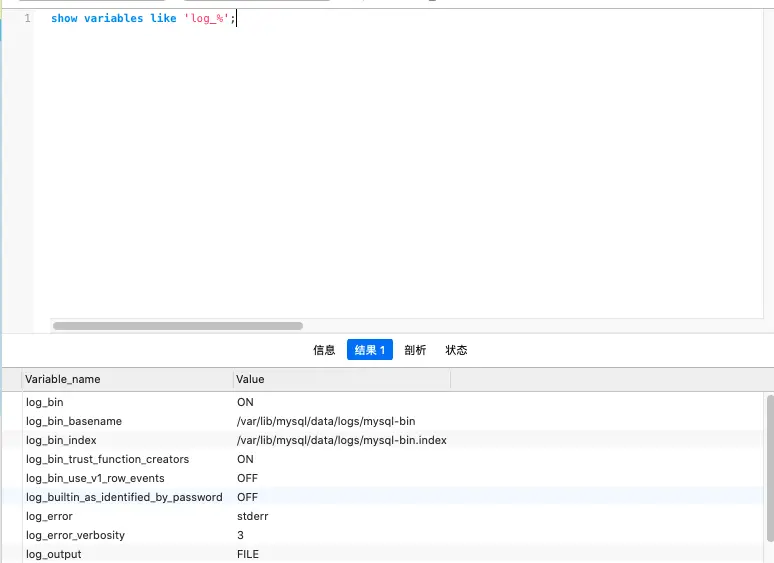 1 show variables like 'log_%';
信息 结果 1 剖析 状态
Variable_name Value
log_bin ON
log_bin_basename /var/lib/mysql/data/logs/mysql-bin
log_bin_index /var/lib/mysql/data/logs/mysql-bin.index
log_bin_trust_function_creators ON
log_bin_use_v1_row_events OFF
log_builtin_as_identified_by_password OFF
log_error stderr
log_error_verbosity 3
log_output FILE